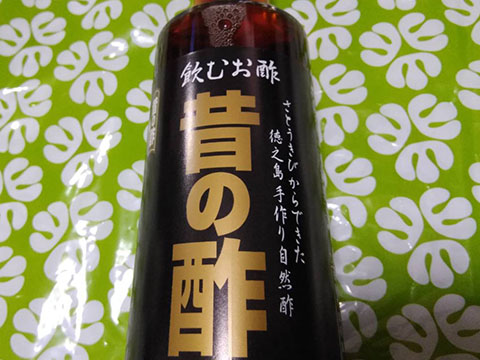 飲むお酢
昔の酢
さとうきびからできた
徳之島手作り自然酢